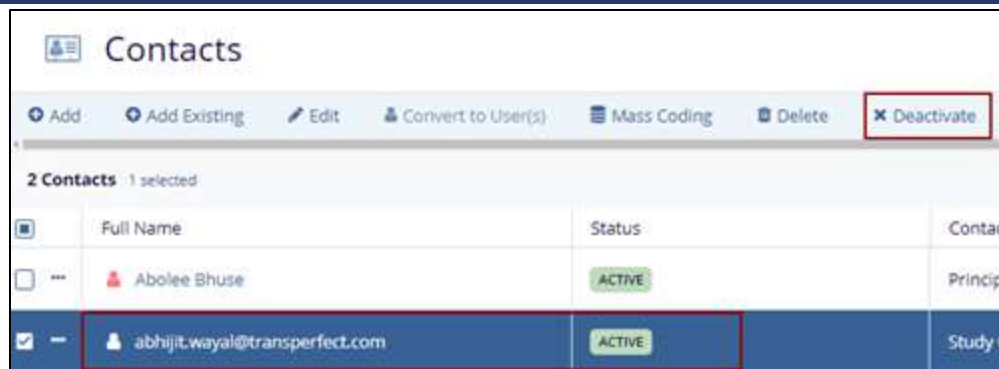 Contacts
Add Add Existing Edit Convert to User(s) Mass Coding Delete Deactivate
2 Contacts 1 selected
Full Name Status
Abolee Bhuse ACTIVE
abhijit.wayal@transperfect.com ACTIVE Study